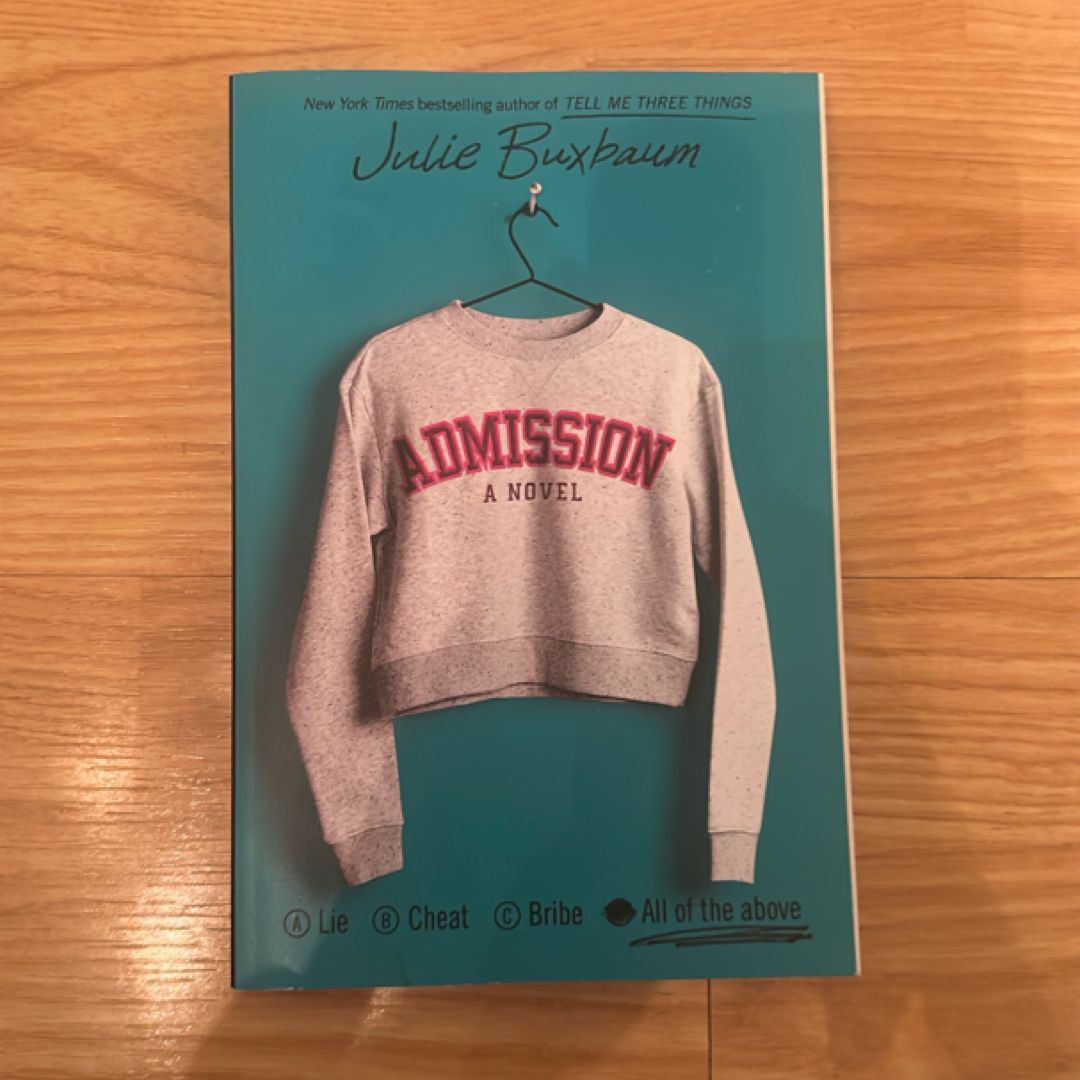 New York Times bestselling author of TELL ME THREE THINGS
Julie Buxbaum
ADMISSION
A NOVEL
A Lie B Cheat C Bribe All of the above